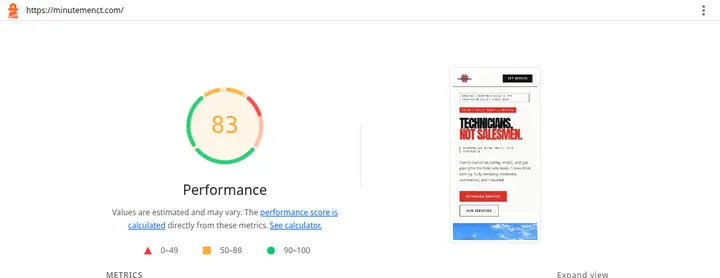 https://minutemenct.com/
83
Performance
Values are estimated and may vary. The performance score is
calculated directly from these metrics. See calculator.
0–49
50–89
90–100
GET SERVICE
TECHNICIANS,
NOT SALESMEN.
SCHEDULE SERVICE
OUR SERVICES
METRICS
Expand view